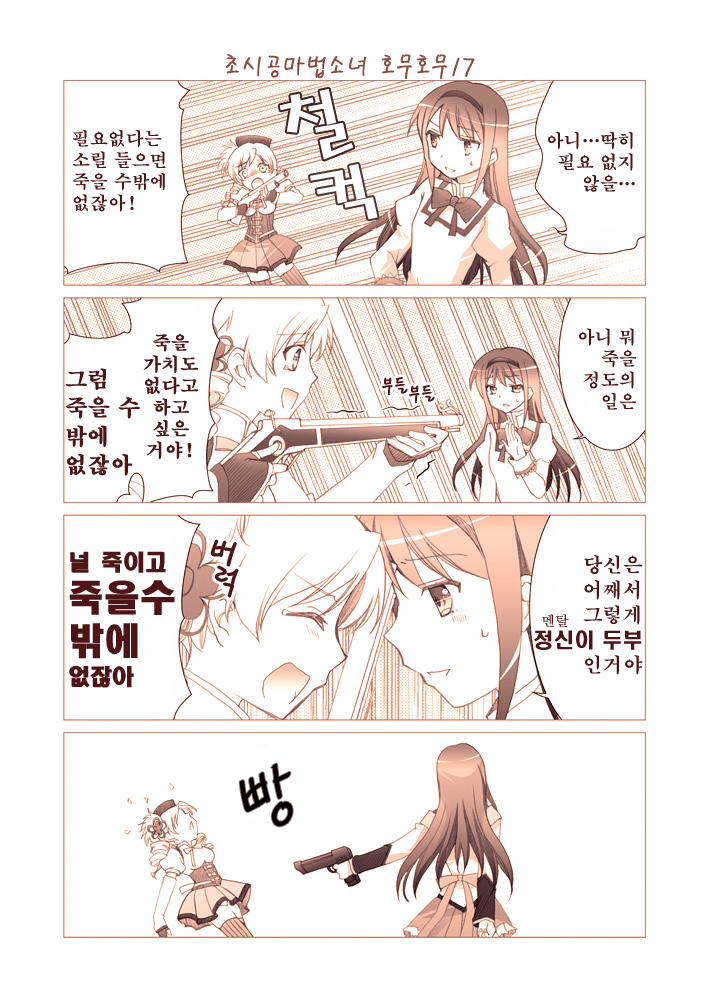 초시공마법소녀 호무호무17
아니…딱히
필요 없지
않을…
철컥
필요없다는
소릴 들으면
죽을 수밖에
없잖아!
아니 뭐
죽을
정도의
일은
부들부들
죽을
가치도
없다고
하고
싶은
거야!
그럼
죽을 수
밖에
없잖아
당신은
어째서
그렇게
멘탈
정신이 두부
인거야
버럭
널 죽이고
죽을수
밖에
없잖아
빵